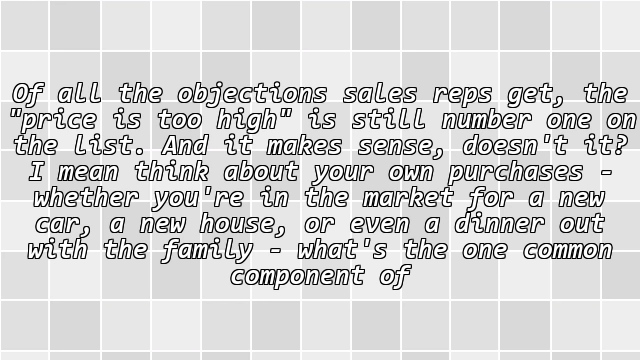 Of all the objections sales reps get, the
"price is too high" is still number one on
the list. And it makes sense, doesn't it?
I mean think about your own purchases -
whether you're in the market for a new
car, a new house, or even a dinner out
with the family - what's the one common
component of